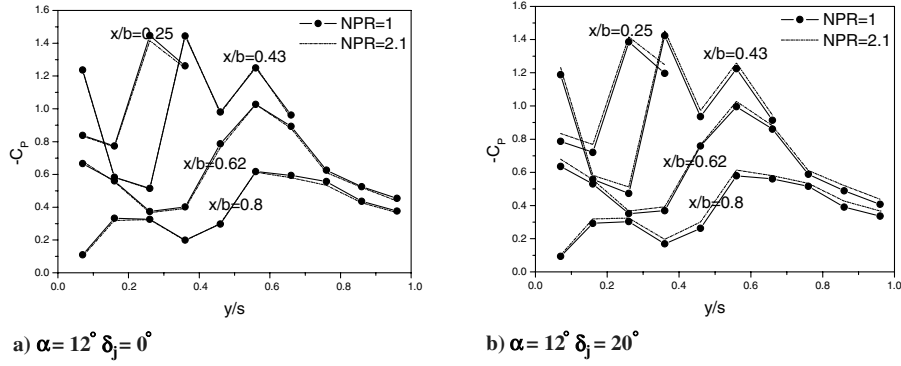 1.6
1.4
1.2
1.0
0.8
0.6
0.4
0.2
0.0
-C_P
0.0 0.2 0.4 0.6 0.8 1.0
y/s
NPR=1
NPR=2.1
x/b=0.25
x/b=0.43
x/b=0.62
x/b=0.8
a) α= 12° δ_j= 0°
1.6
1.4
1.2
1.0
0.8
0.6
0.4
0.2
0.0
-C_P
0.0 0.2 0.4 0.6 0.8 1.0
y/s
NPR=1
NPR=2.1
x/b=0.25
x/b=0.43
x/b=0.62
x/b=0.8
b) α= 12° δ_j= 20°